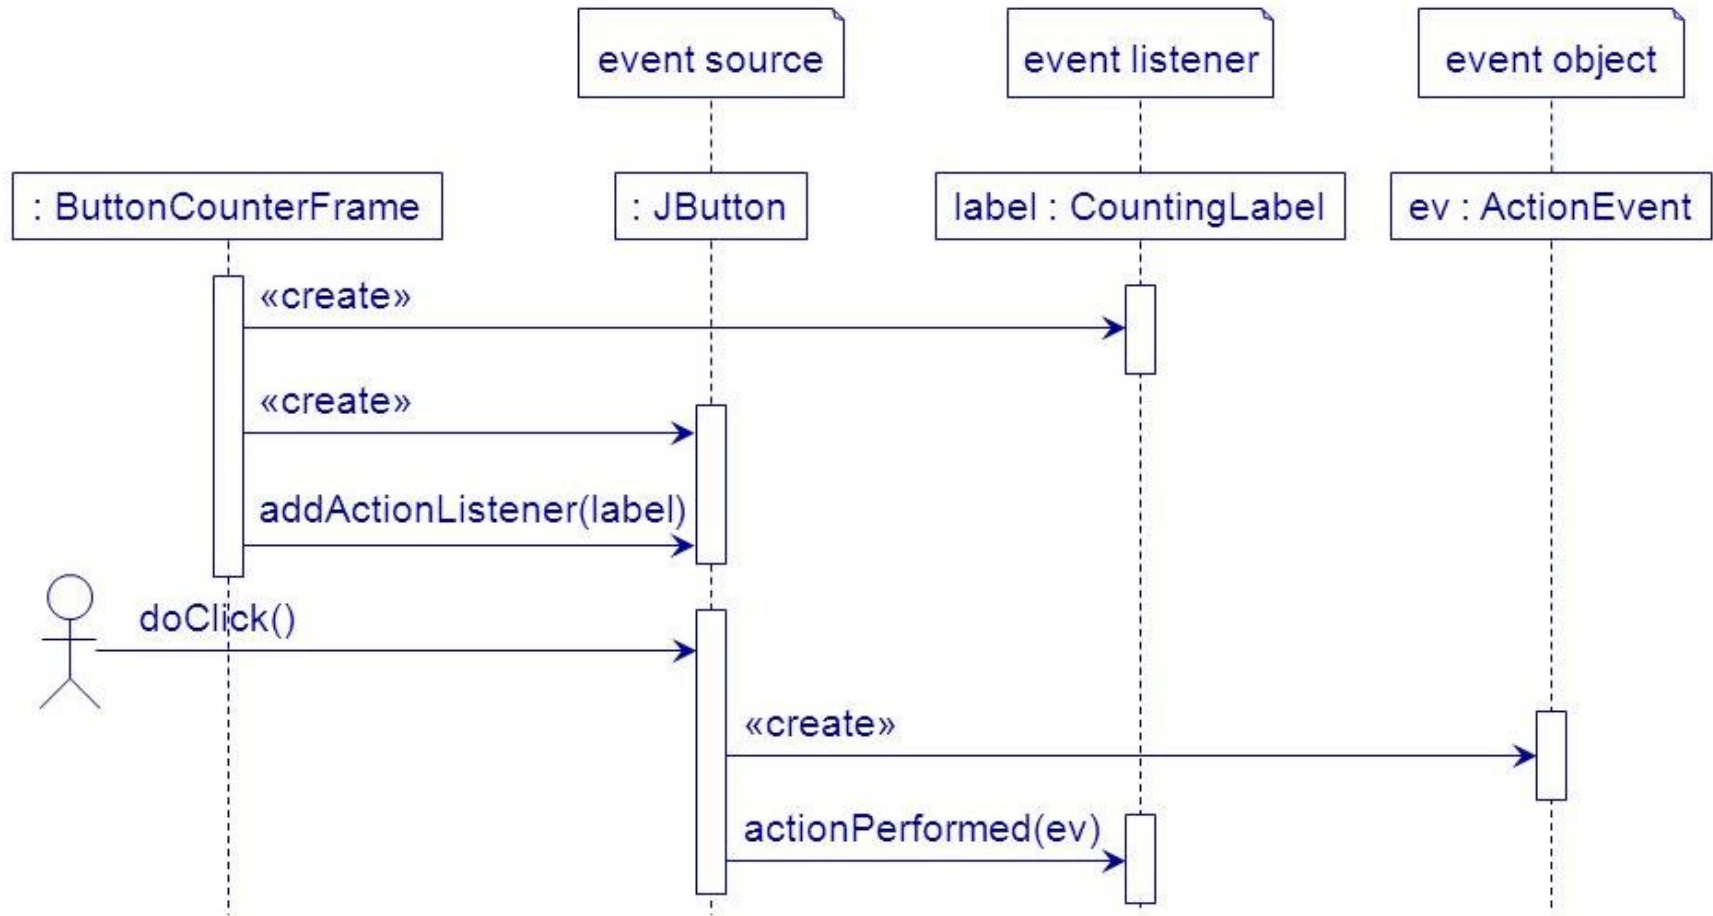 event source
event listener
event object
: ButtonCounterFrame
: JButton
label : CountingLabel
ev : ActionEvent
«create»
«create»
addActionListener(label)
doClick()
«create»
actionPerformed(ev)